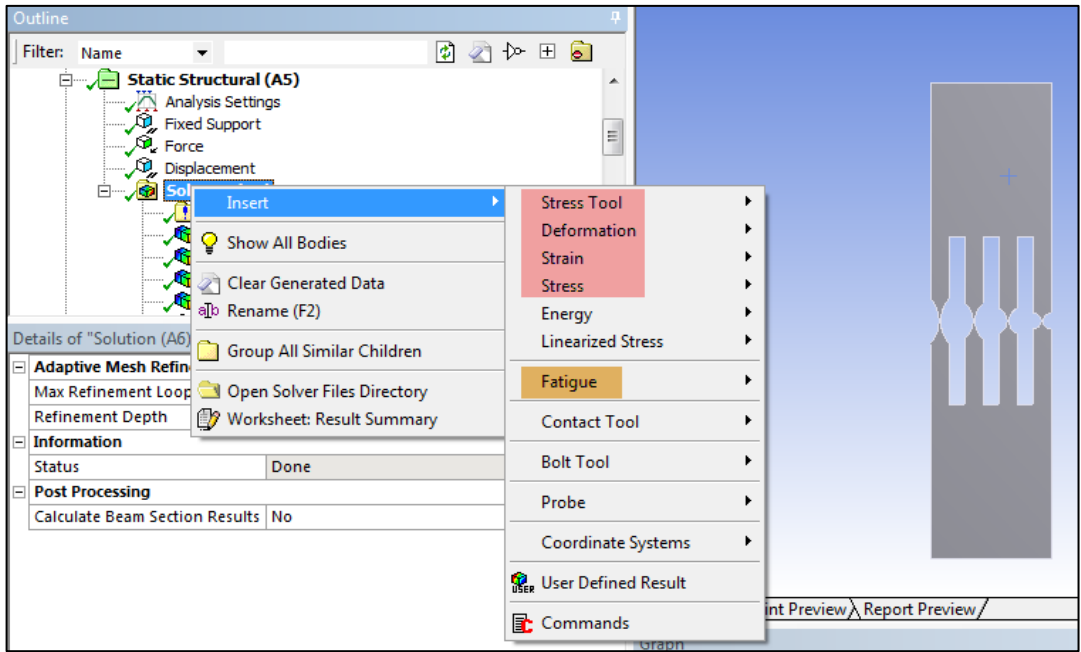 Outline
Filter: Name
Static Structural (A5)
Analysis Settings
Fixed Support
Force
Displacement
Insert
Show All Bodies
Clear Generated Data
Rename (F2)
Group All Similar Children
Open Solver Files Directory
Worksheet: Result Summary
Stress Tool
Deformation
Strain
Stress
Energy
Linearized Stress
Fatigue
Contact Tool
Bolt Tool
Probe
Coordinate Systems
USER User Defined Result
Commands
Details of "Solution (A6)
Adaptive Mesh Refin
Max Refinement Loop
Refinement Depth
Information
Status Done
Post Processing
Calculate Beam Section Results No
int Preview Report Preview
Graph